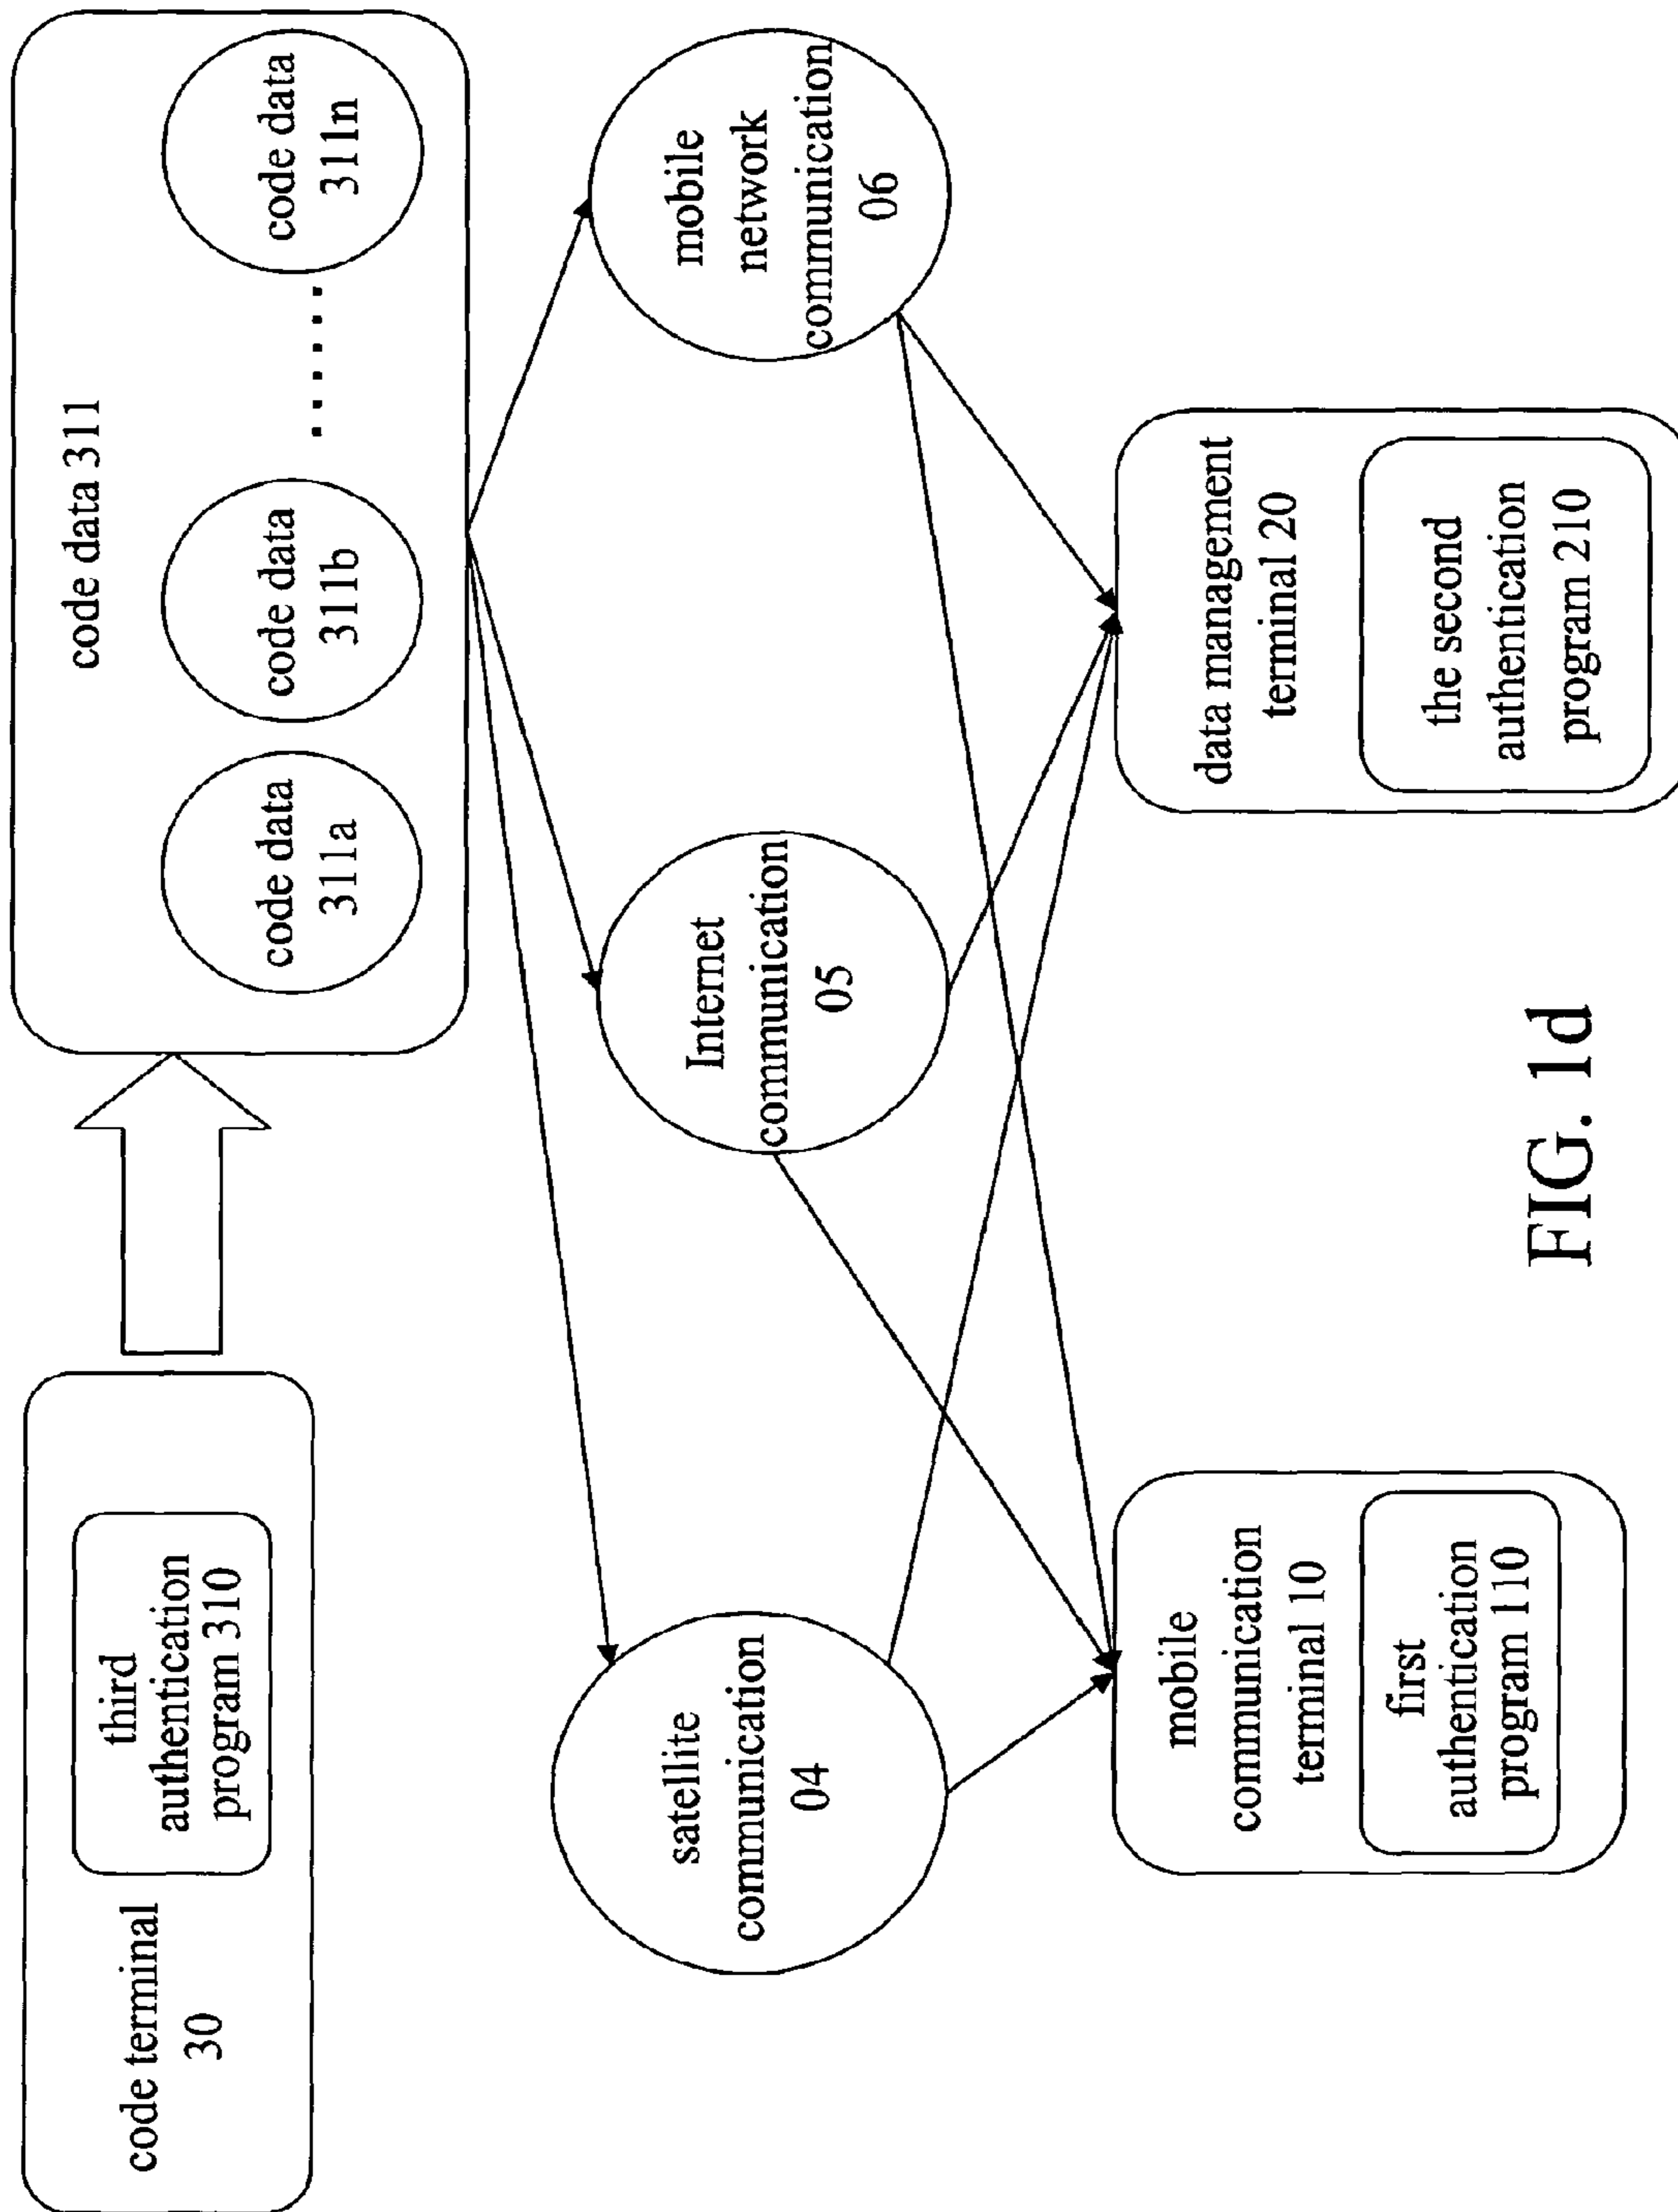 code terminal
30
third
authentication
program 310
code data 311
code data
311a
code data
311b
.......
code data
311n
satellite
communication
04
Internet
communication
05
mobile
network
communication
06
mobile
communication
terminal 10
first
authentication
program 110
data management
terminal 20
the second
authentication
program 210
FIG. 1d